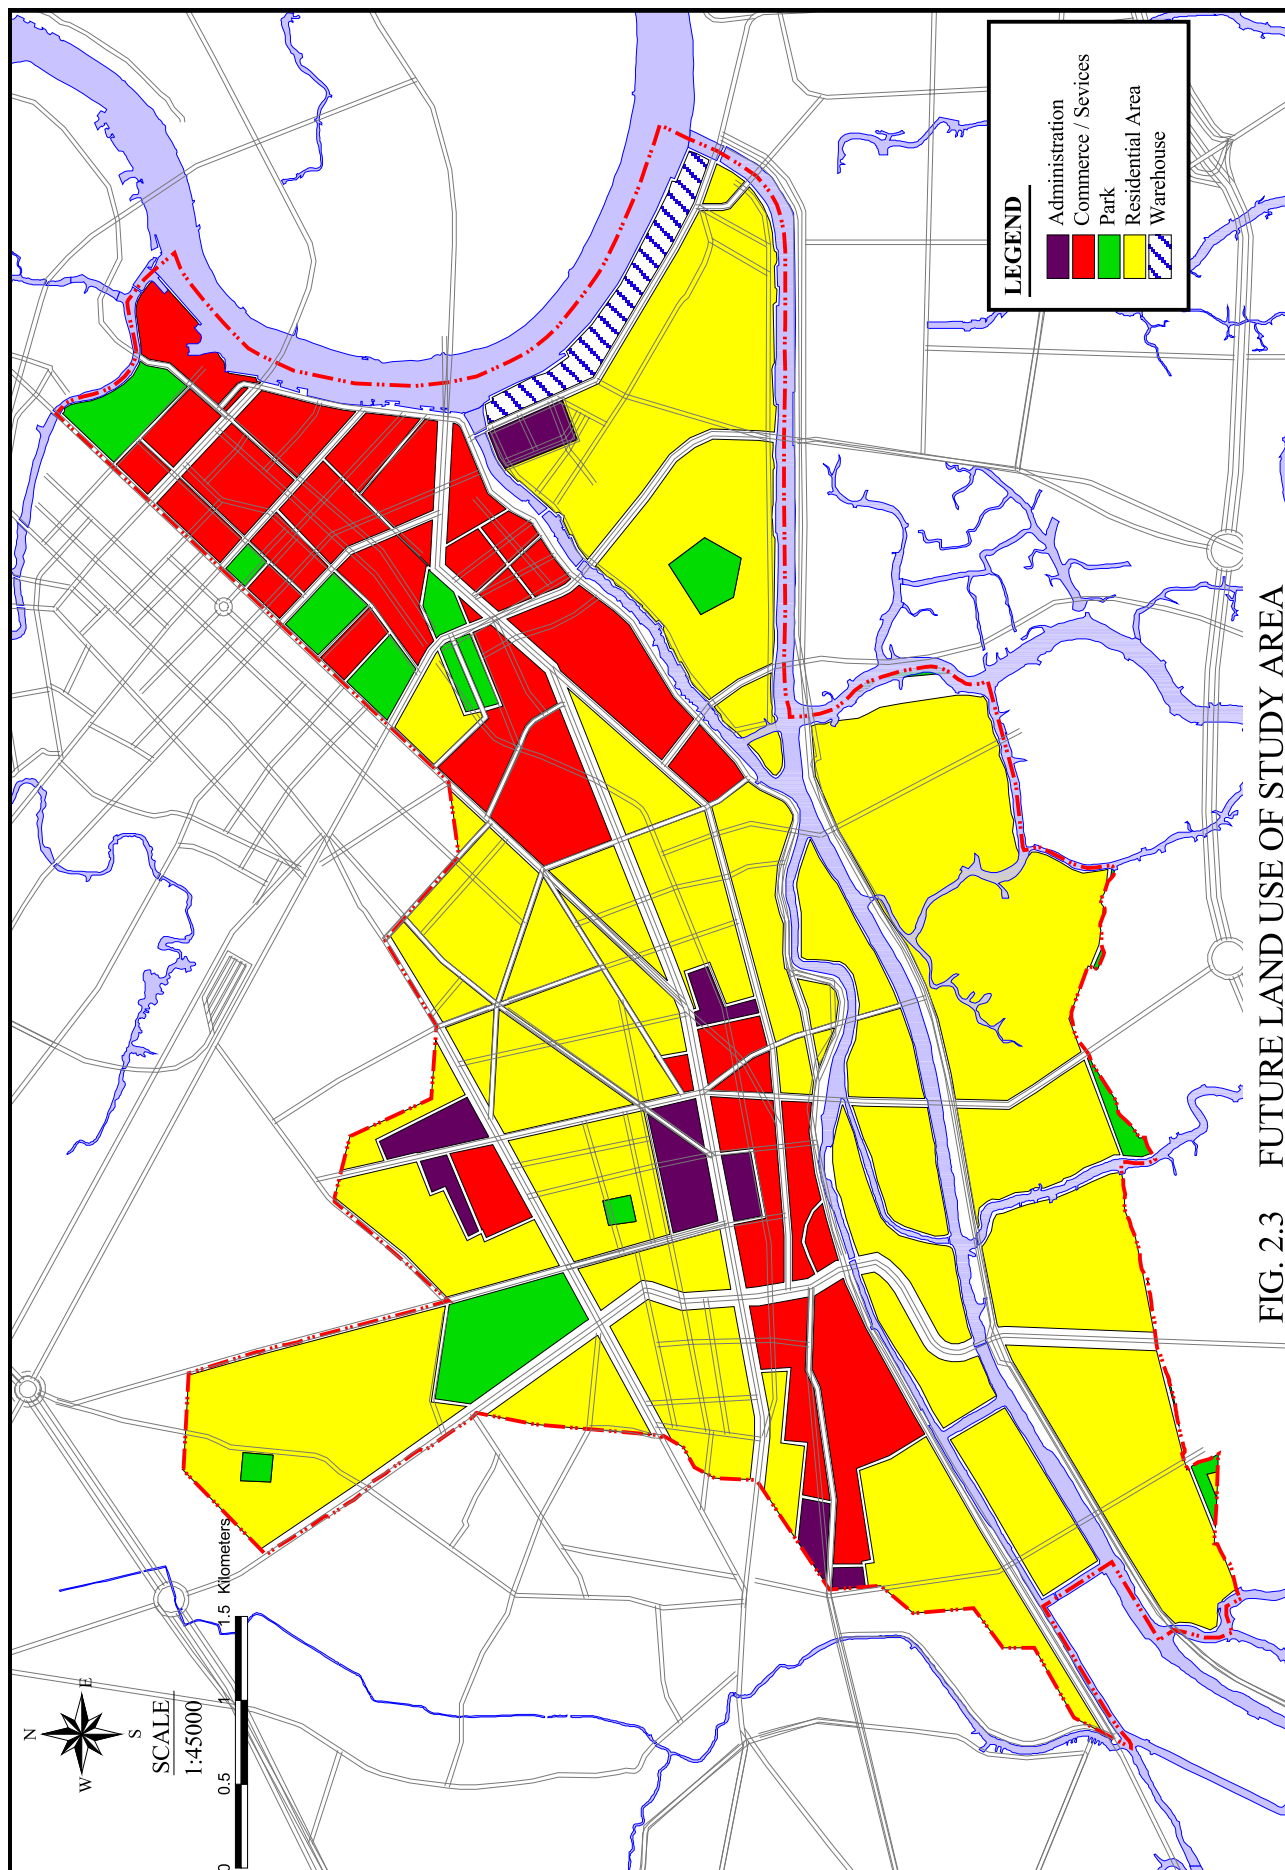 N
W
E
S
SCALE
1:45000
0
0.5
1
1.5 Kilometers
LEGEND
Administration
Commerce / Sevices
Park
Residential Area
Warehouse
FIG. 2.3 FUTURE LAND USE OF STUDY AREA